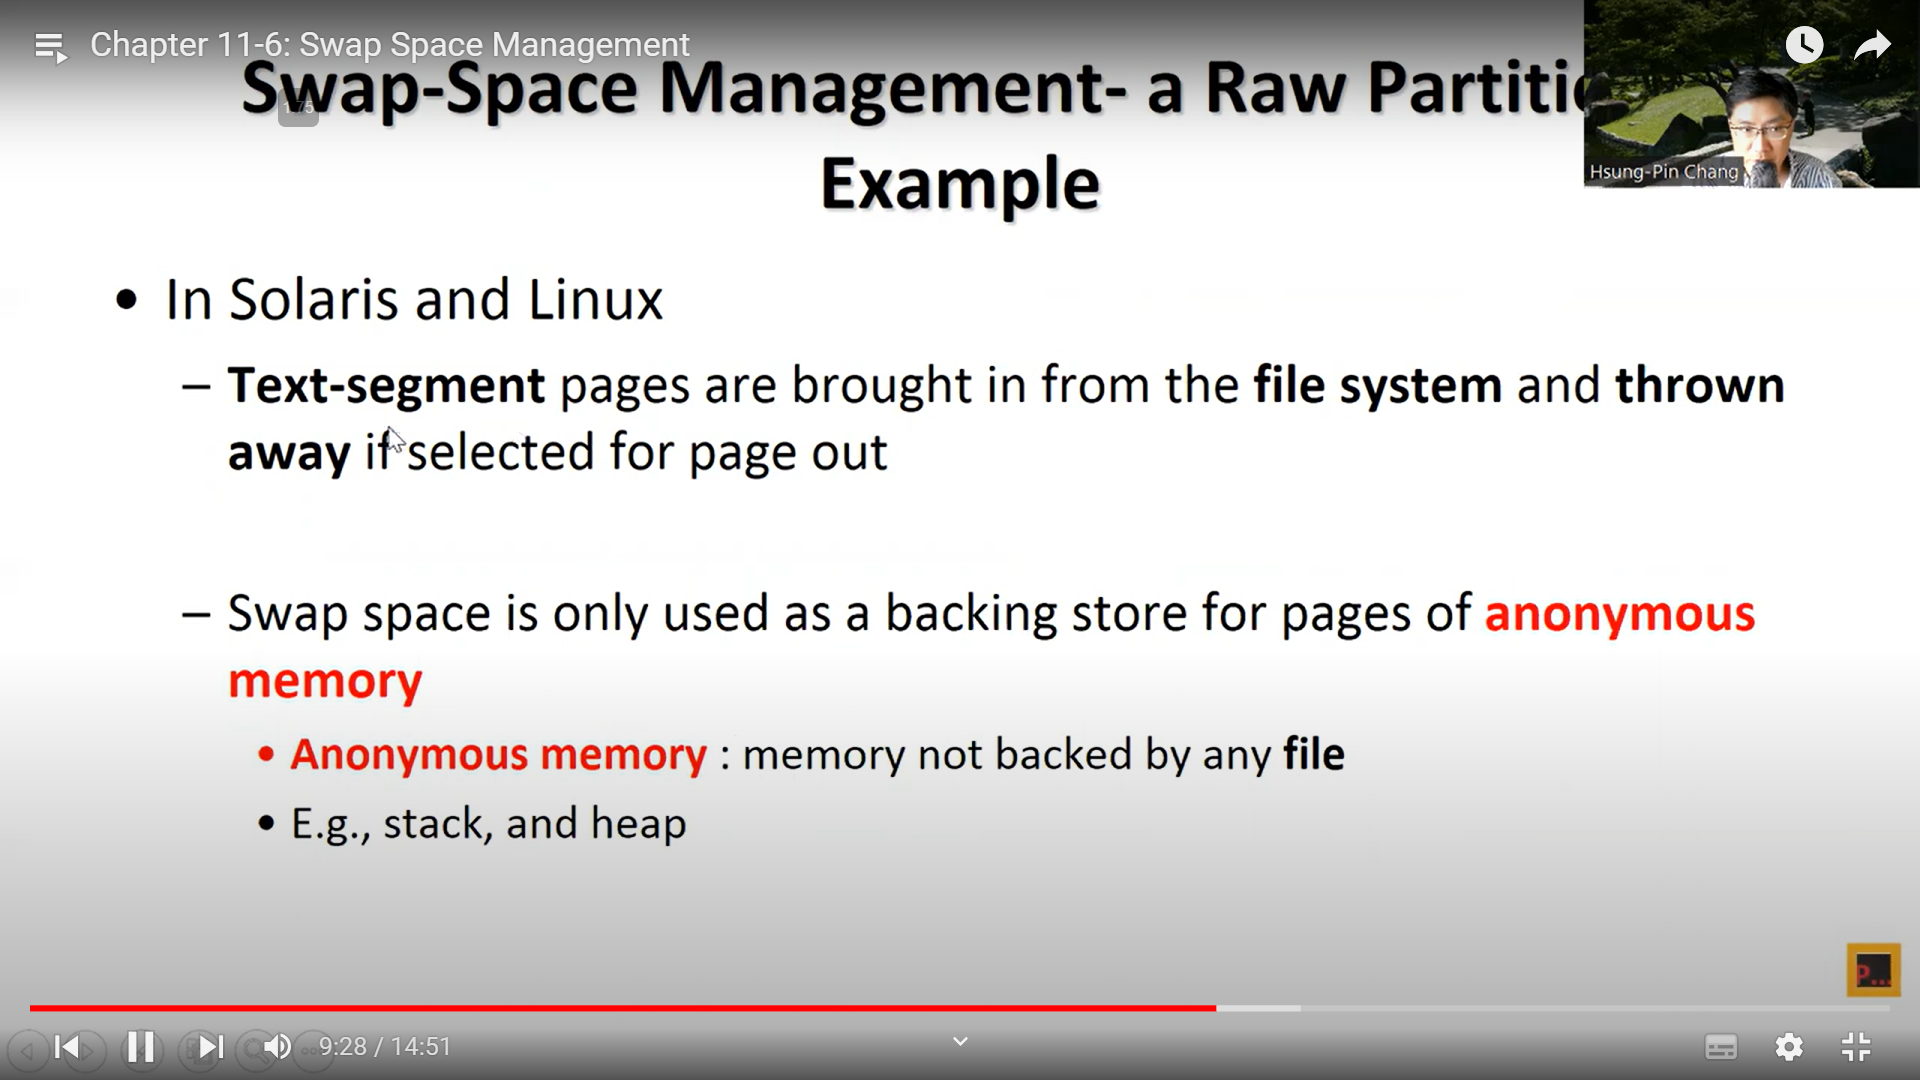 Chapter 11-6: Swap Space Management
Swap-Space Management- a Raw Partiti
Example
Hsung-Pin Chang
• In Solaris and Linux
– Text-segment pages are brought in from the file system and thrown
away if selected for page out
– Swap space is only used as a backing store for pages of anonymous
memory
• Anonymous memory : memory not backed by any file
• E.g., stack, and heap
P...
9:28 / 14:51